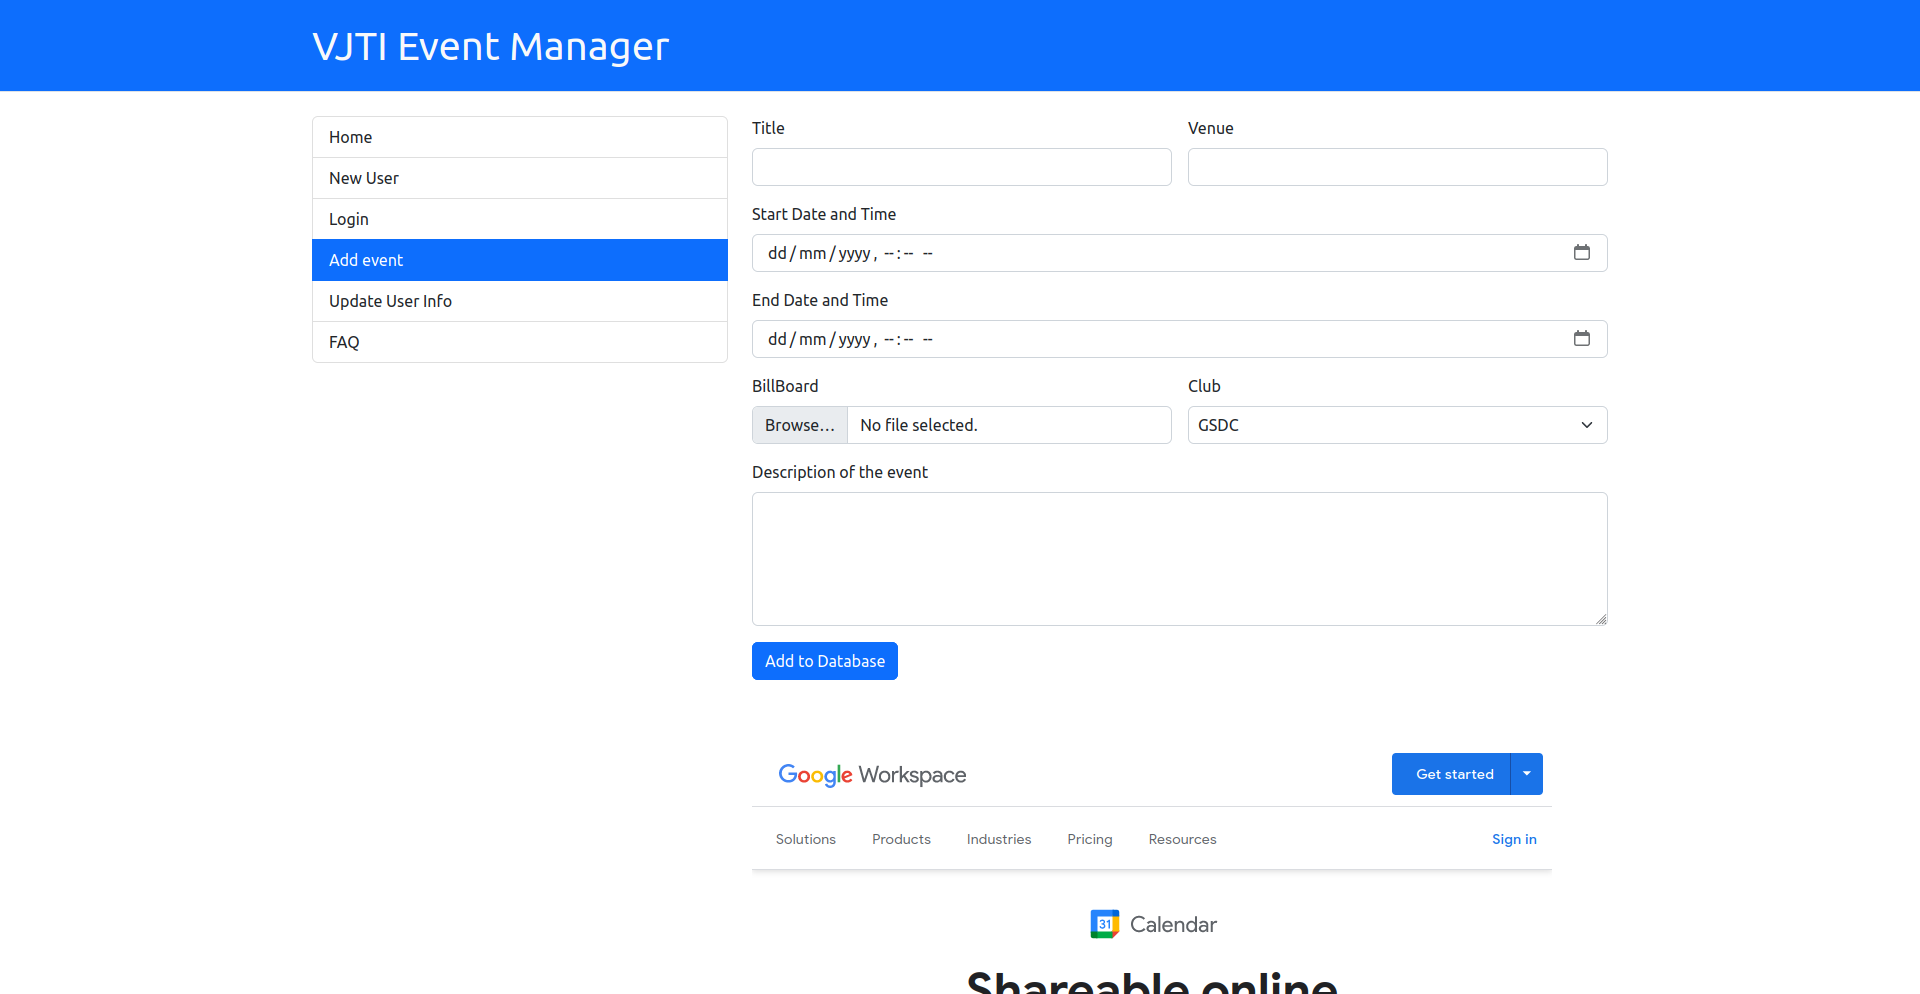 VJTI Event Manager
Home
New User
Login
Add event
Update User Info
FAQ
Title
Venue
Start Date and Time
dd/mm/yyyy, --:-- --
End Date and Time
dd/mm/yyyy, --:-- --
BillBoard
Club
Browse... No file selected.
GSDC
Description of the event
Add to Database
Google Workspace
Get started
Solutions Products Industries Pricing Resources Sign in
31 Calendar
Shareable online